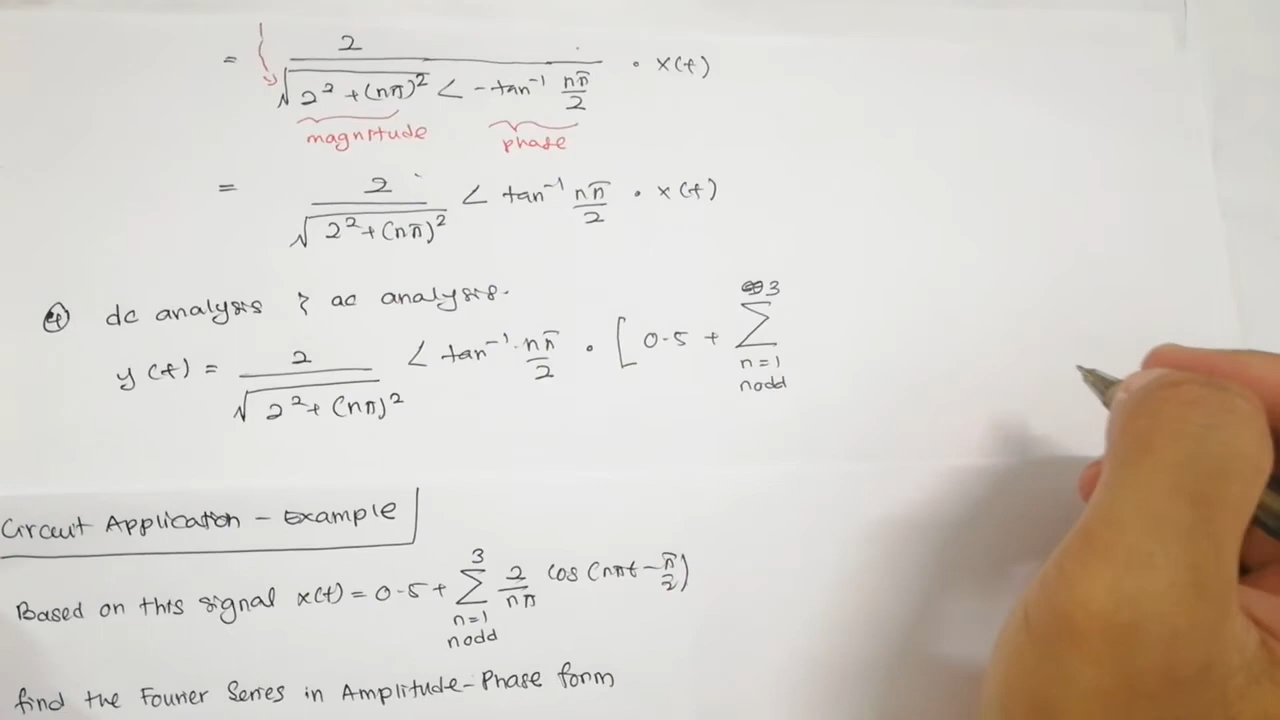 = 2 / √(2² + (nπ)²) ∠ -tan⁻¹ nπ/2 · x(t)
magnitude phase
= 2 / √(2² + (nπ)²) ∠ tan⁻¹ nπ/2 · x(t)
④ dc analysis & ac analysis.
y(t) = 2 / √(2² + (nπ)²) ∠ tan⁻¹ nπ/2 · [ 0.5 + 3 Σ n=1 nodd
Circuit Application - Example
Based on this signal x(t) = 0.5 + 3 Σ n=1 nodd 2/nπ cos (nπt - π/2)
find the Fourier Series in Amplitude-Phase form